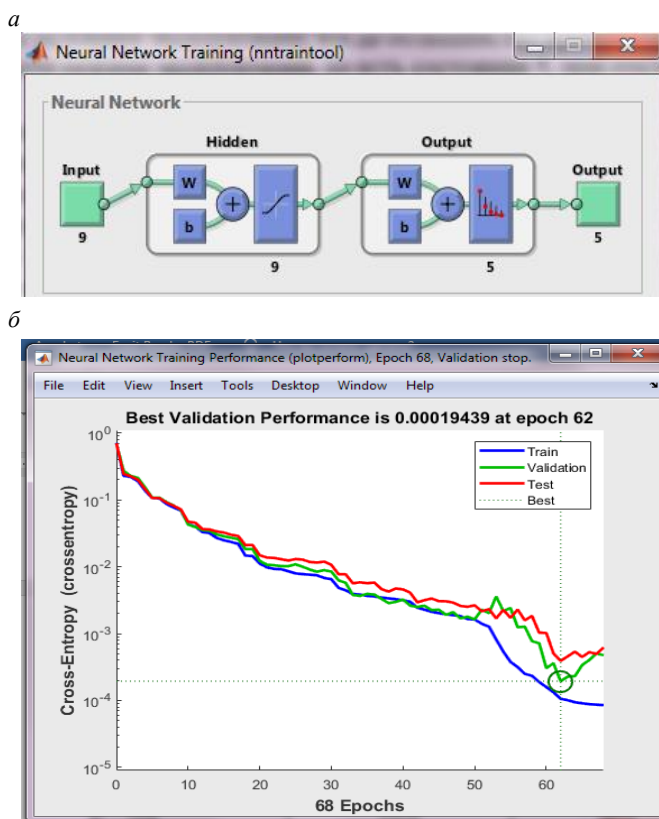 а
Neural Network Training (nntraintool)
Neural Network
Hidden
Output
Input
Output
W
b
+
W
b
+
9
9
5
5
б
Neural Network Training Performance (plotperform), Epoch 68, Validation stop.
File Edit View Insert Tools Desktop Window Help
Best Validation Performance is 0.00019439 at epoch 62
Cross-Entropy (crossentropy)
10^0
10^-1
10^-2
10^-3
10^-4
10^-5
Train
Validation
Test
Best
0 10 20 30 40 50 60
68 Epochs